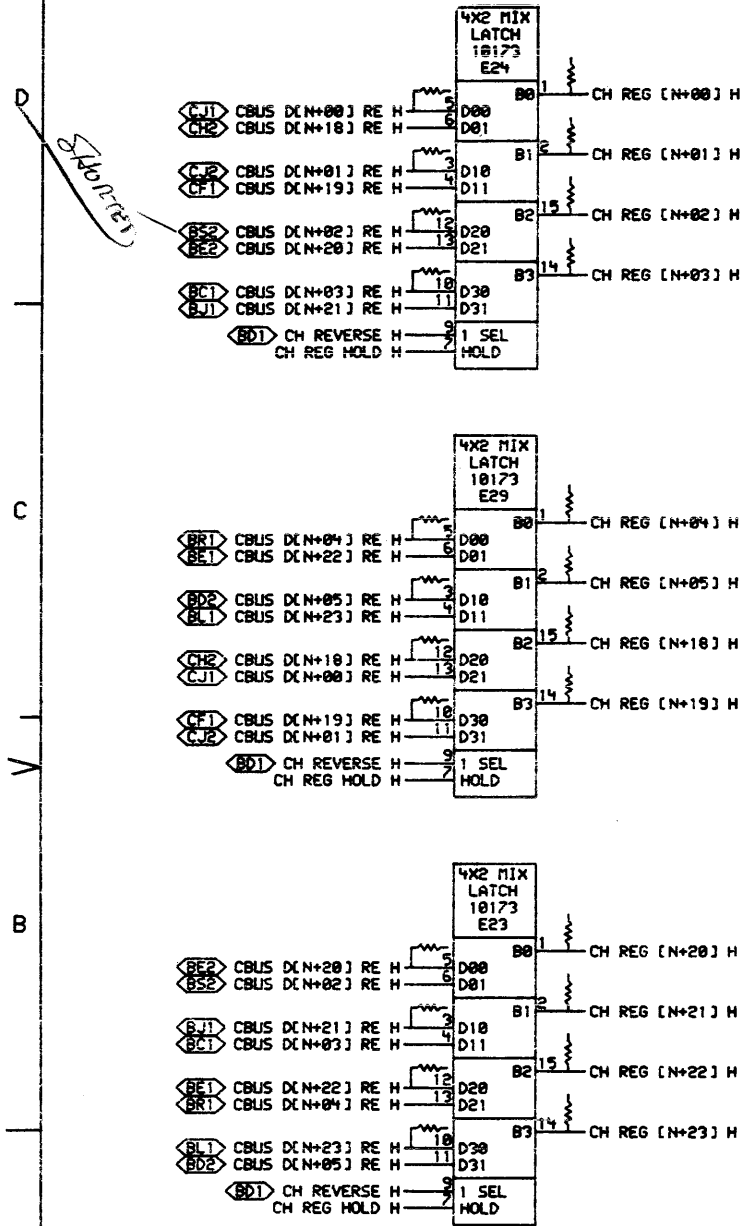 4X2 MIX
LATCH
10173
E24
D
SHORTED
CJ1 CBUS D[N+00] RE H 5 D00 B0 1 CH REG [N+00] H
CH2 CBUS D[N+18] RE H 6 D01
CJ2 CBUS D[N+01] RE H 3 D10 B1 2 CH REG [N+01] H
CF1 CBUS D[N+19] RE H 4 D11
BS2 CBUS D[N+02] RE H 12 D20 B2 15 CH REG [N+02] H
BE2 CBUS D[N+20] RE H 13 D21
BC1 CBUS D[N+03] RE H 10 D30 B3 14 CH REG [N+03] H
BJ1 CBUS D[N+21] RE H 11 D31
BD1 CH REVERSE H 9 1 SEL
CH REG HOLD H 7 HOLD
4X2 MIX
LATCH
10173
E29
C
BR1 CBUS D[N+04] RE H 5 D00 B0 1 CH REG [N+04] H
BE1 CBUS D[N+22] RE H 6 D01
BD2 CBUS D[N+05] RE H 3 D10 B1 2 CH REG [N+05] H
BL1 CBUS D[N+23] RE H 4 D11
CH2 CBUS D[N+18] RE H 12 D20 B2 15 CH REG [N+18] H
CJ1 CBUS D[N+00] RE H 13 D21
CF1 CBUS D[N+19] RE H 10 D30 B3 14 CH REG [N+19] H
CJ2 CBUS D[N+01] RE H 11 D31
BD1 CH REVERSE H 9 1 SEL
CH REG HOLD H 7 HOLD
4X2 MIX
LATCH
10173
E23
B
BE2 CBUS D[N+20] RE H 5 D00 B0 1 CH REG [N+20] H
BS2 CBUS D[N+02] RE H 6 D01
BJ1 CBUS D[N+21] RE H 3 D10 B1 2 CH REG [N+21] H
BC1 CBUS D[N+03] RE H 4 D11
BE1 CBUS D[N+22] RE H 12 D20 B2 15 CH REG [N+22] H
BR1 CBUS D[N+04] RE H 13 D21
BL1 CBUS D[N+23] RE H 10 D30 B3 14 CH REG [N+23] H
BD2 CBUS D[N+05] RE H 11 D31
BD1 CH REVERSE H 9 1 SEL
CH REG HOLD H 7 HOLD